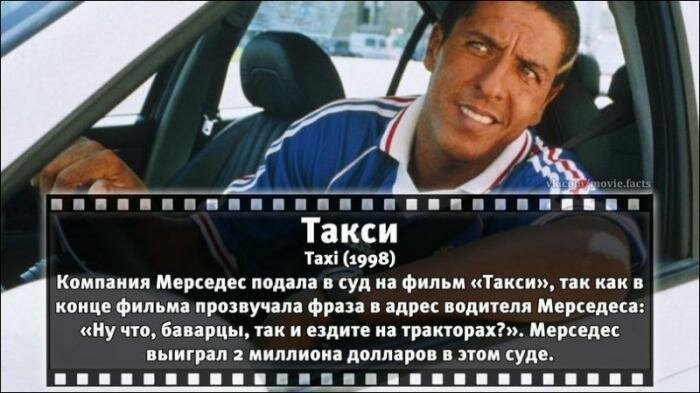 vk.com/movie.facts
Такси
Taxi (1998)
Компания Мерседес подала в суд на фильм «Такси», так как в
конце фильма прозвучала фраза в адрес водителя Мерседеса:
«Ну что, баварцы, так и ездите на тракторах?». Мерседес
выиграл 2 миллиона долларов в этом суде.